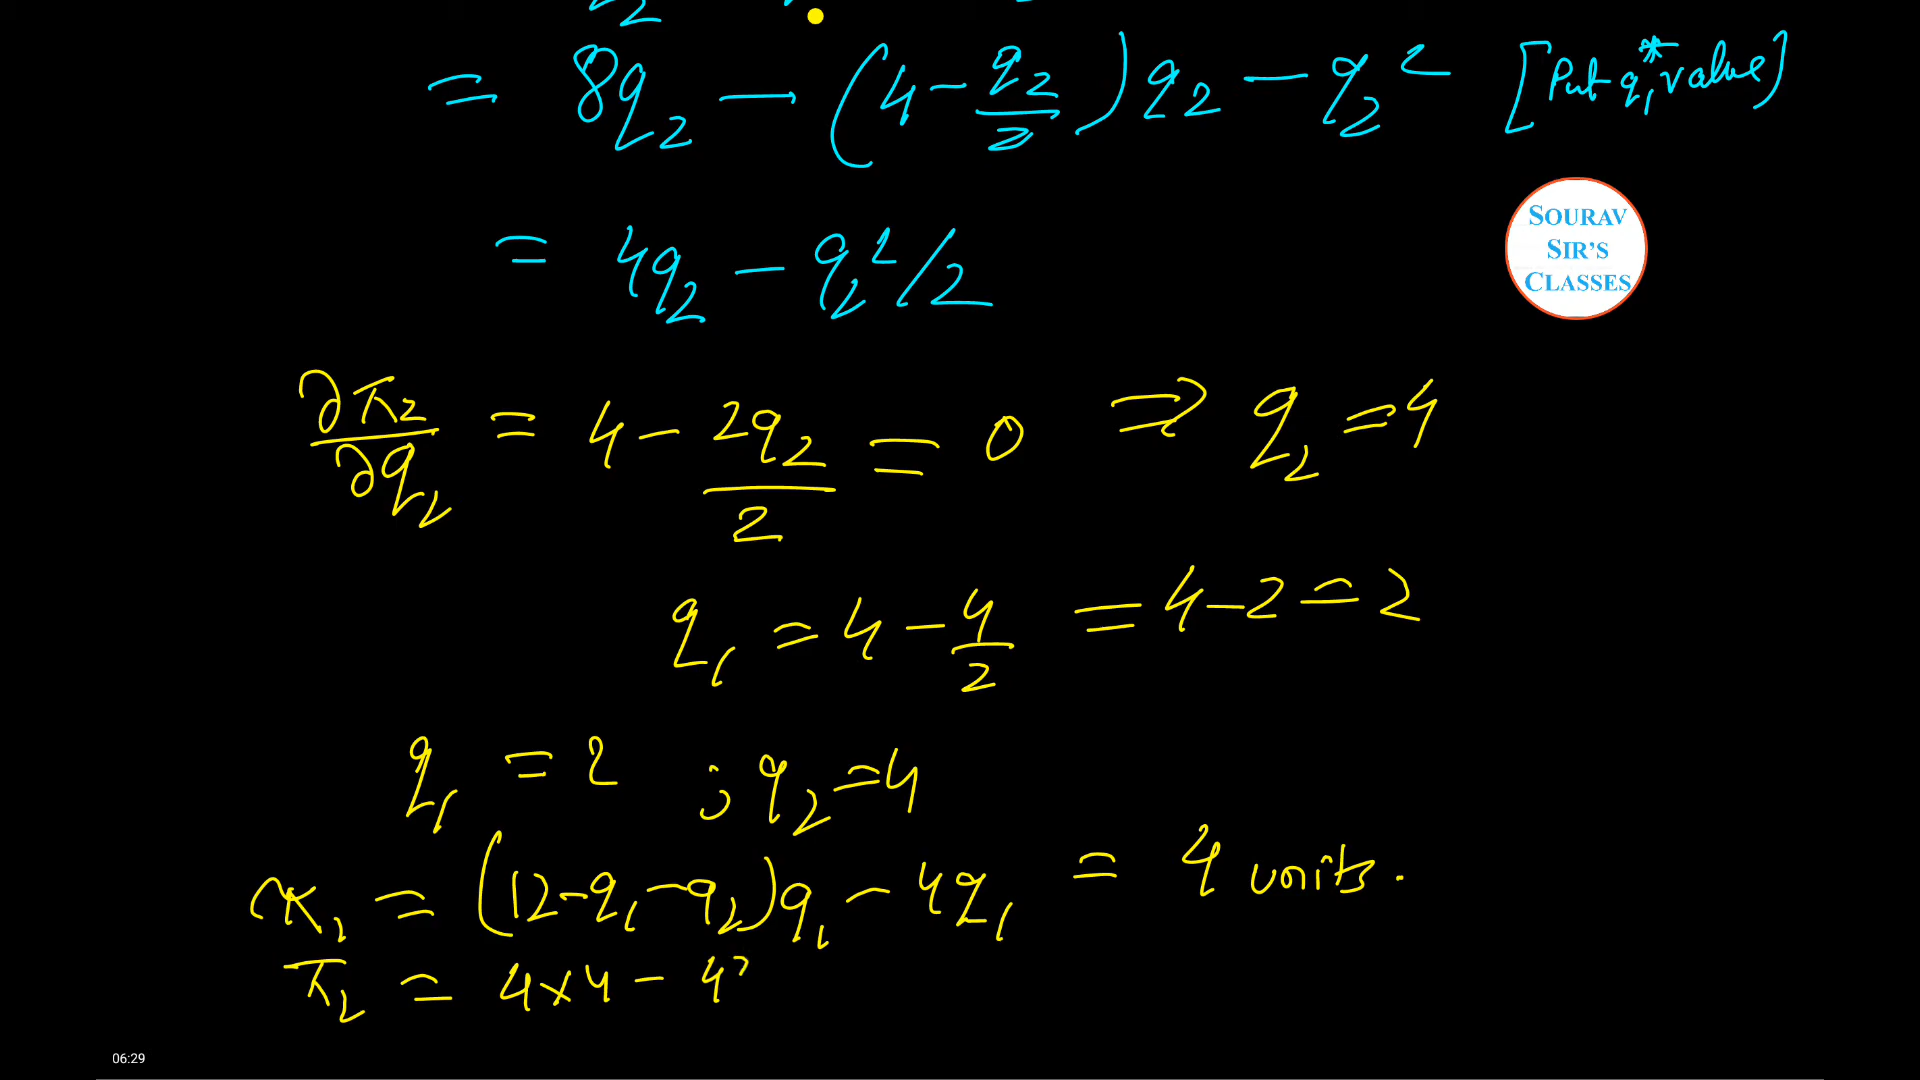 = 8q₂ − (4 − q₂/2) q₂ − q₂² [Put q₁* value]
SOURAV
SIR'S
CLASSES
= 4q₂ − q₂²/2
∂π₂/∂q₂ = 4 − 2q₂/2 = 0 ⇒ q₂ = 4
q₁ = 4 − 4/2 = 4 − 2 = 2
q₁ = 2 ; q₂ = 4
π₁ = (12 − q₁ − q₂) q₁ − 4q₁ = 4 units.
π₂ = 4 × 4 − 4²
06:29